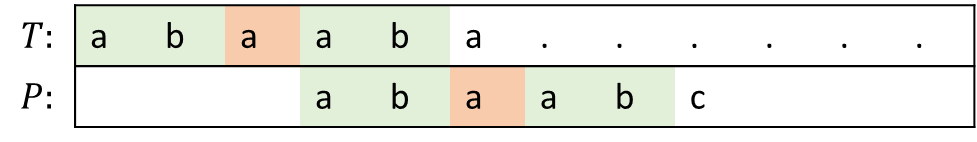 T: a b a a b a . . . . . .
P: a b a a b c